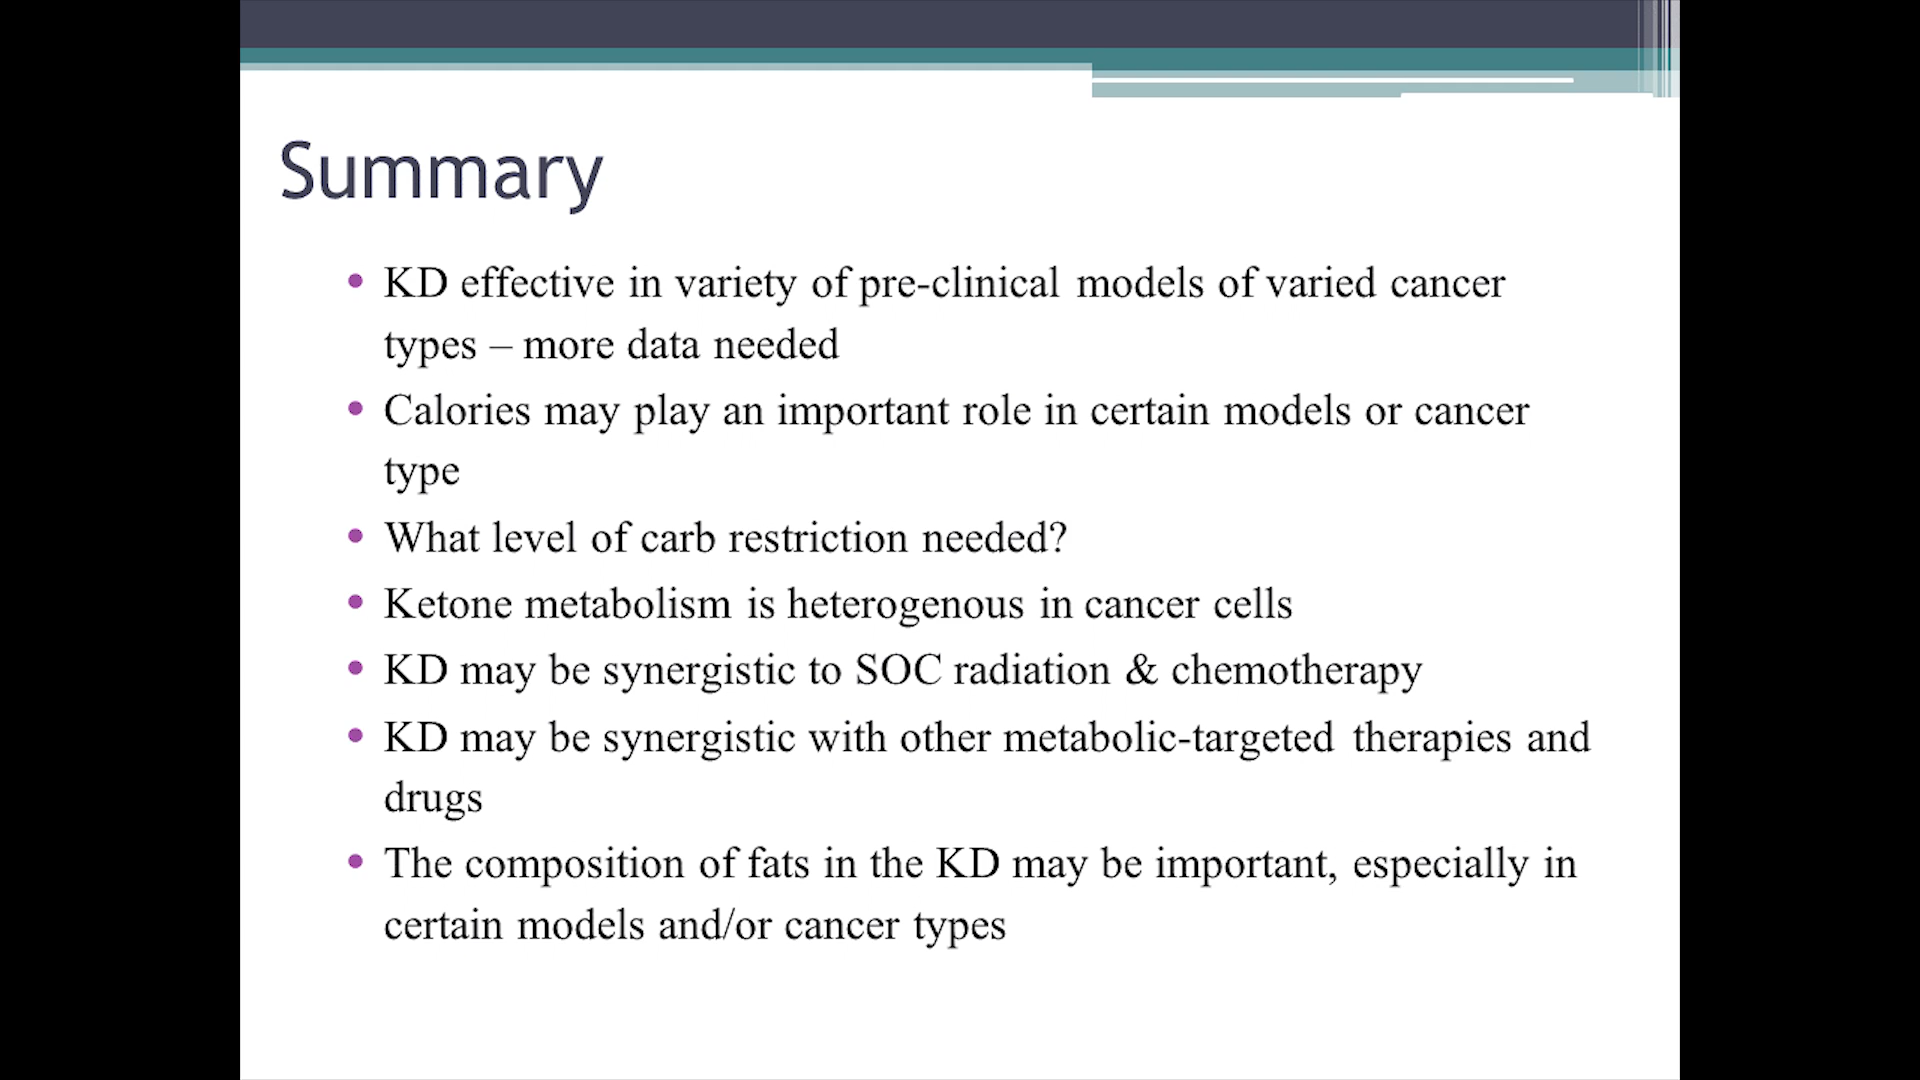 Summary
• KD effective in variety of pre-clinical models of varied cancer
types – more data needed
• Calories may play an important role in certain models or cancer
type
• What level of carb restriction needed?
• Ketone metabolism is heterogenous in cancer cells
• KD may be synergistic to SOC radiation & chemotherapy
• KD may be synergistic with other metabolic-targeted therapies and
drugs
• The composition of fats in the KD may be important, especially in
certain models and/or cancer types